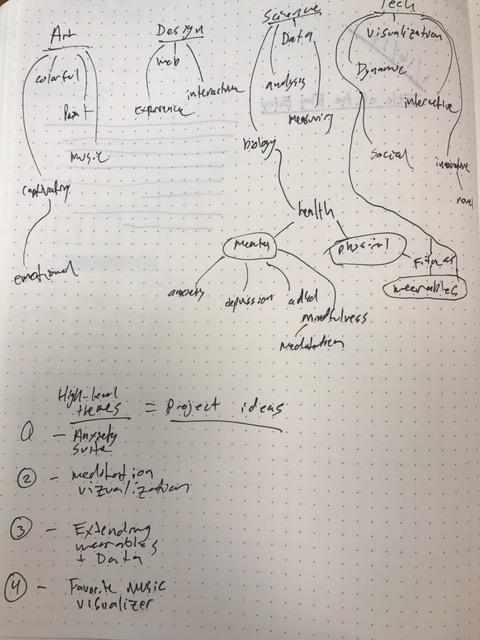 Art
Design
Science
Tech
colorful
Paint
music
captivating
emotional
web
experience
interactive
Data
analysis
measuring
biology
health
mental
physical
anxiety
depression
adhd
mindfulness
meditation
visualization
Dynamic
interactive
social
innovative
novel
Fitness
wearables
High-level
themes = Project ideas
1 - Anxiety
suite
2 - meditation
vizualization
3 - Extending
wearables
+ Data
4 - Favorite music
visualizer